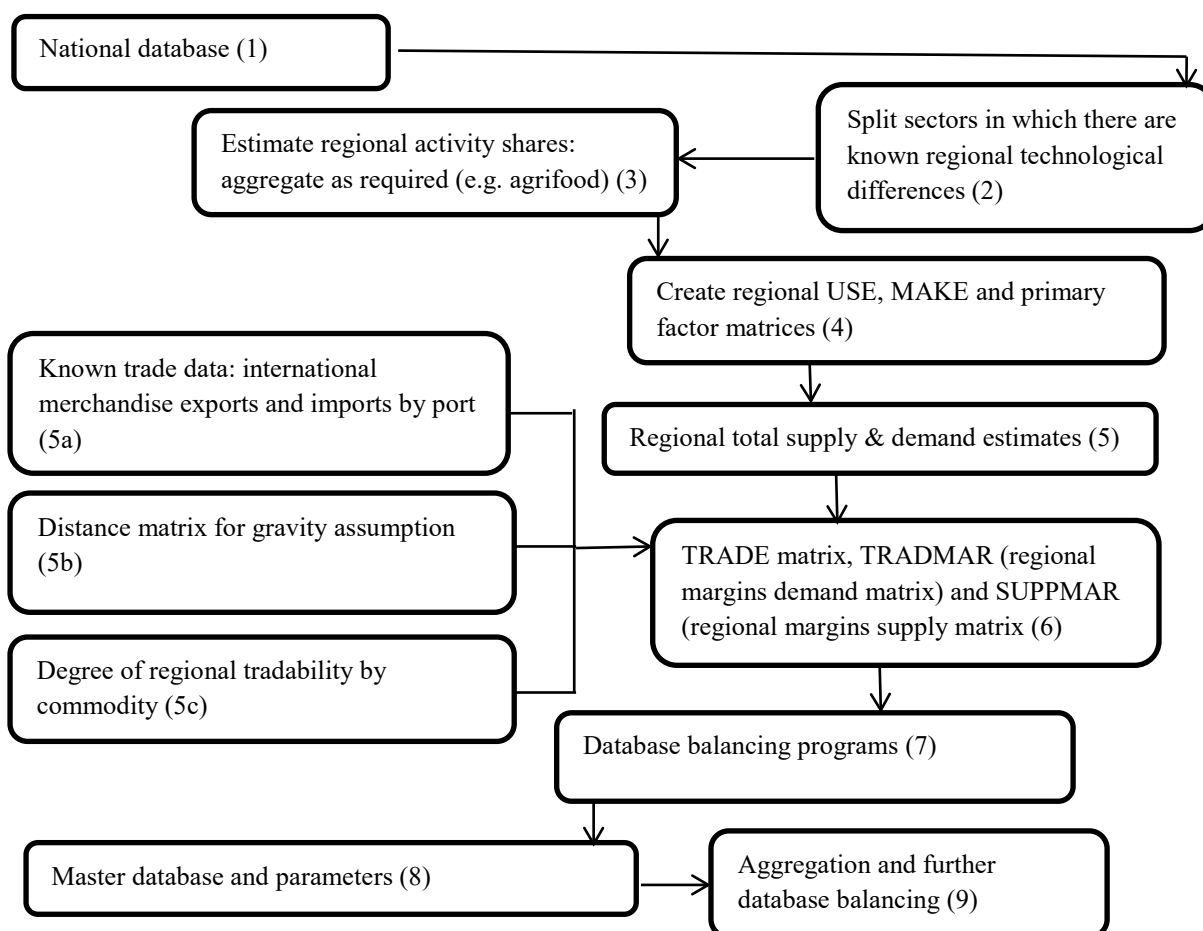 National database (1)
Split sectors in which there are
known regional technological
differences (2)
Estimate regional activity shares:
aggregate as required (e.g. agrifood) (3)
Create regional USE, MAKE and primary
factor matrices (4)
Known trade data: international
merchandise exports and imports by port
(5a)
Regional total supply & demand estimates (5)
Distance matrix for gravity assumption
(5b)
TRADE matrix, TRADMAR (regional
margins demand matrix) and SUPPMAR
(regional margins supply matrix (6)
Degree of regional tradability by
commodity (5c)
Database balancing programs (7)
Master database and parameters (8)
Aggregation and further
database balancing (9)